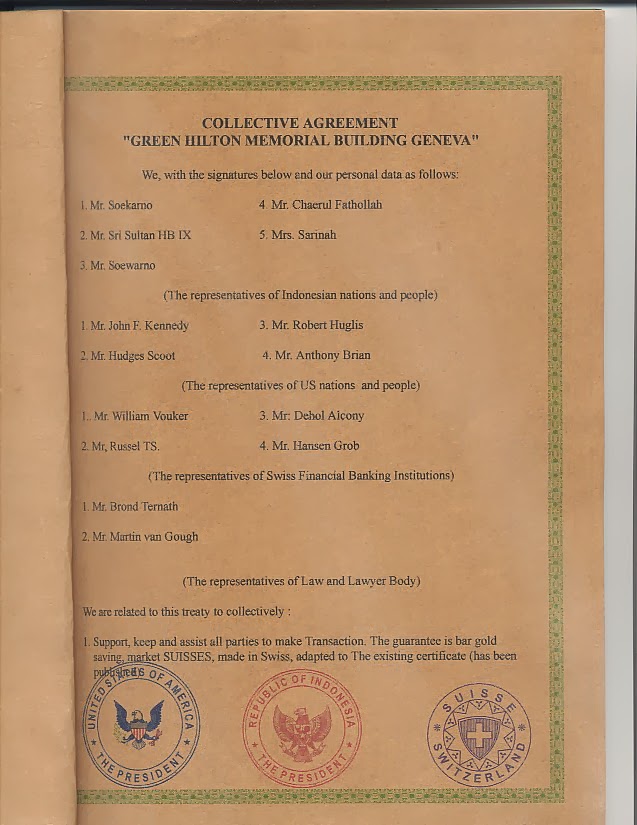 COLLECTIVE AGREEMENT
"GREEN HILTON MEMORIAL BUILDING GENEVA"
We, with the signatures below and our personal data as follows:
1. Mr. Soekarno 4. Mr. Chaerul Fathollah
2. Mr. Sri Sultan HB IX 5. Mrs. Sarinah
3. Mr. Soewarno
(The representatives of Indonesian nations and people)
1. Mr. John F. Kennedy 3. Mr. Robert Huglis
2. Mr. Hudges Scoot 4. Mr. Anthony Brian
(The representatives of US nations and people)
1.. Mr. William Vouker 3. Mr: Dehol Alcony
2. Mr, Russel TS. 4. Mr. Hansen Grob
(The representatives of Swiss Financial Banking Institutions)
1. Mr. Brond Ternath
2. Mr. Martin van Gough
(The representatives of Law and Lawyer Body)
We are related to this treaty to collectively :
1. Support, keep and assist all parties to make Transaction. The guarantee is bar gold
saving, market SUISSES, made in Swiss, adapted to The existing certificate (has been
published)
UNITED STATES OF AMERICA
THE PRESIDENT
REPUBLIC OF INDONESIA
THE PRESIDENT
SUISSE
SWITZERLAND